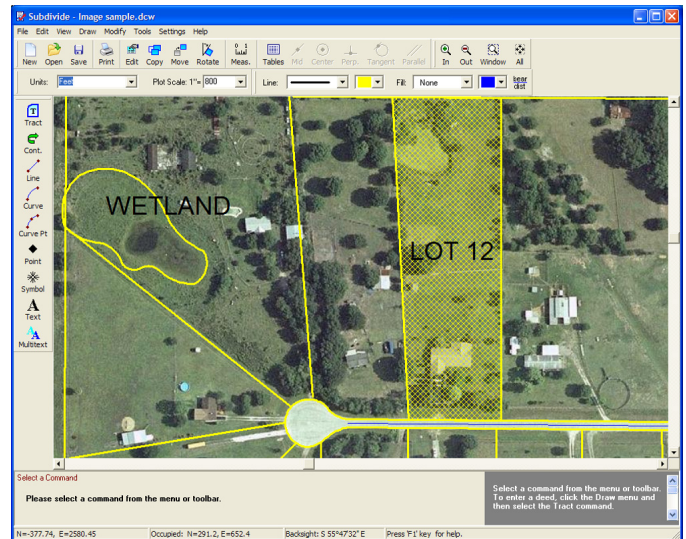 Subdivide - Image sample.dcw
File Edit View Draw Modify Tools Settings Help
New Open Save Print Edit Copy Move Rotate Meas. Tables Mid Center Perp. Tangent Parallel In Out Window All
Units: Feet Plot Scale: 1"= 800 Line: Fill: None bear dist
Tract
Cont.
Line
Curve
Curve Pt
Point
Symbol
A
Text
Multitext
WETLAND
LOT 12
Select a Command
Please select a command from the menu or toolbar.
Select a command from the menu or toolbar.
To enter a deed, click the Draw menu and
then select the Tract command.
N=-377.74, E=2580.45 Occupied: N=291.2, E=652.4 Backsight: S 55°47'32" E Press 'F1' key for help.